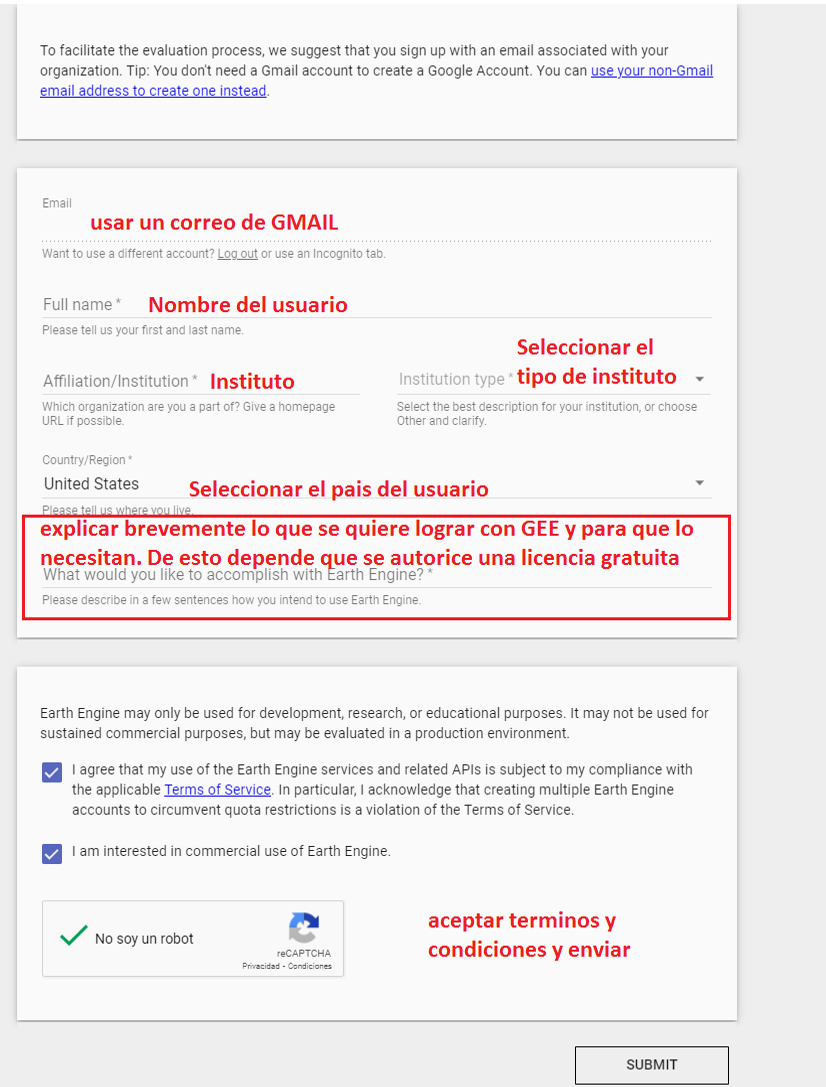 To facilitate the evaluation process, we suggest that you sign up with an email associated with your
organization. Tip: You don't need a Gmail account to create a Google Account. You can use your non-Gmail
email address to create one instead.
Email
usar un correo de GMAIL
Want to use a different account? Log out or use an Incognito tab.
Full name * Nombre del usuario
Please tell us your first and last name.
Seleccionar el
Affiliation/Institution * Instituto Institution type * tipo de instituto
Which organization are you a part of? Give a homepage
URL if possible.
Select the best description for your institution, or choose
Other and clarify.
Country/Region *
United States Seleccionar el pais del usuario
Please tell us where you live.
explicar brevemente lo que se quiere lograr con GEE y para que lo
necesitan. De esto depende que se autorice una licencia gratuita
What would you like to accomplish with Earth Engine? *
Please describe in a few sentences how you intend to use Earth Engine.
Earth Engine may only be used for development, research, or educational purposes. It may not be used for
sustained commercial purposes, but may be evaluated in a production environment.
I agree that my use of the Earth Engine services and related APIs is subject to my compliance with
the applicable Terms of Service. In particular, I acknowledge that creating multiple Earth Engine
accounts to circumvent quota restrictions is a violation of the Terms of Service.
I am interested in commercial use of Earth Engine.
No soy un robot
reCAPTCHA
Privacidad - Condiciones
aceptar terminos y
condiciones y enviar
SUBMIT